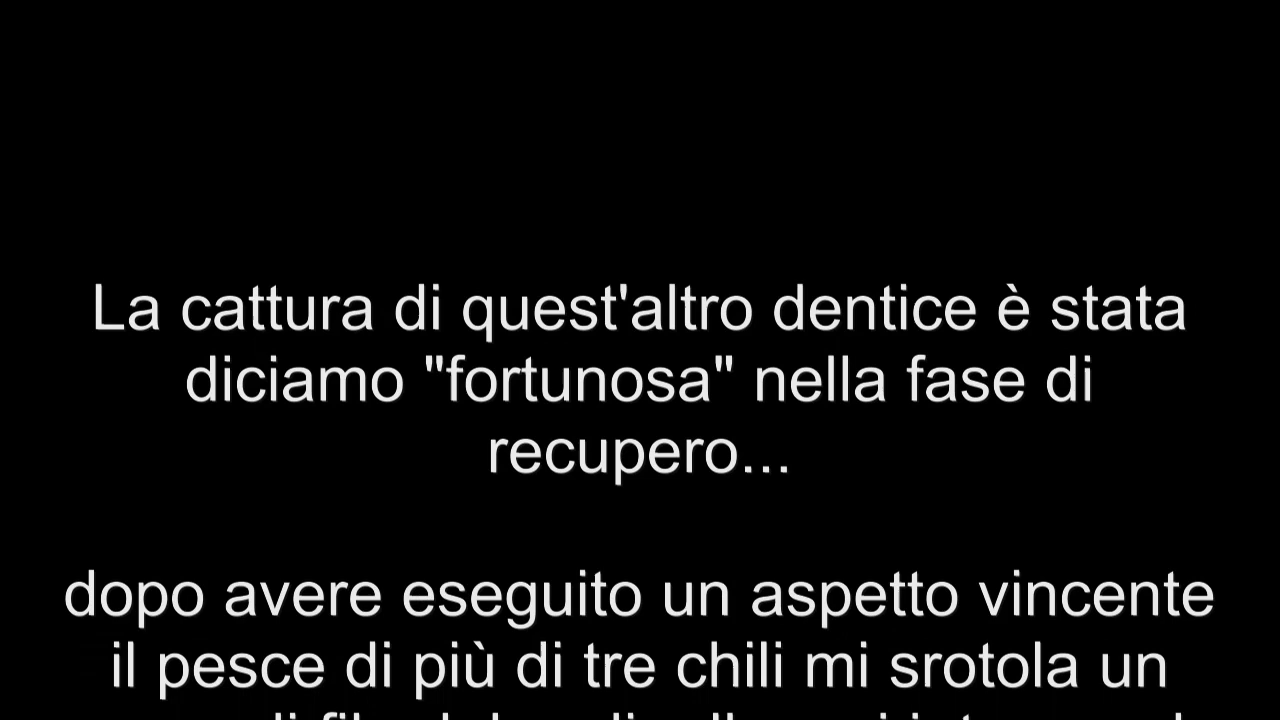 La cattura di quest'altro dentice è stata
diciamo "fortunosa" nella fase di
recupero...
dopo avere eseguito un aspetto vincente
il pesce di più di tre chili mi srotola un